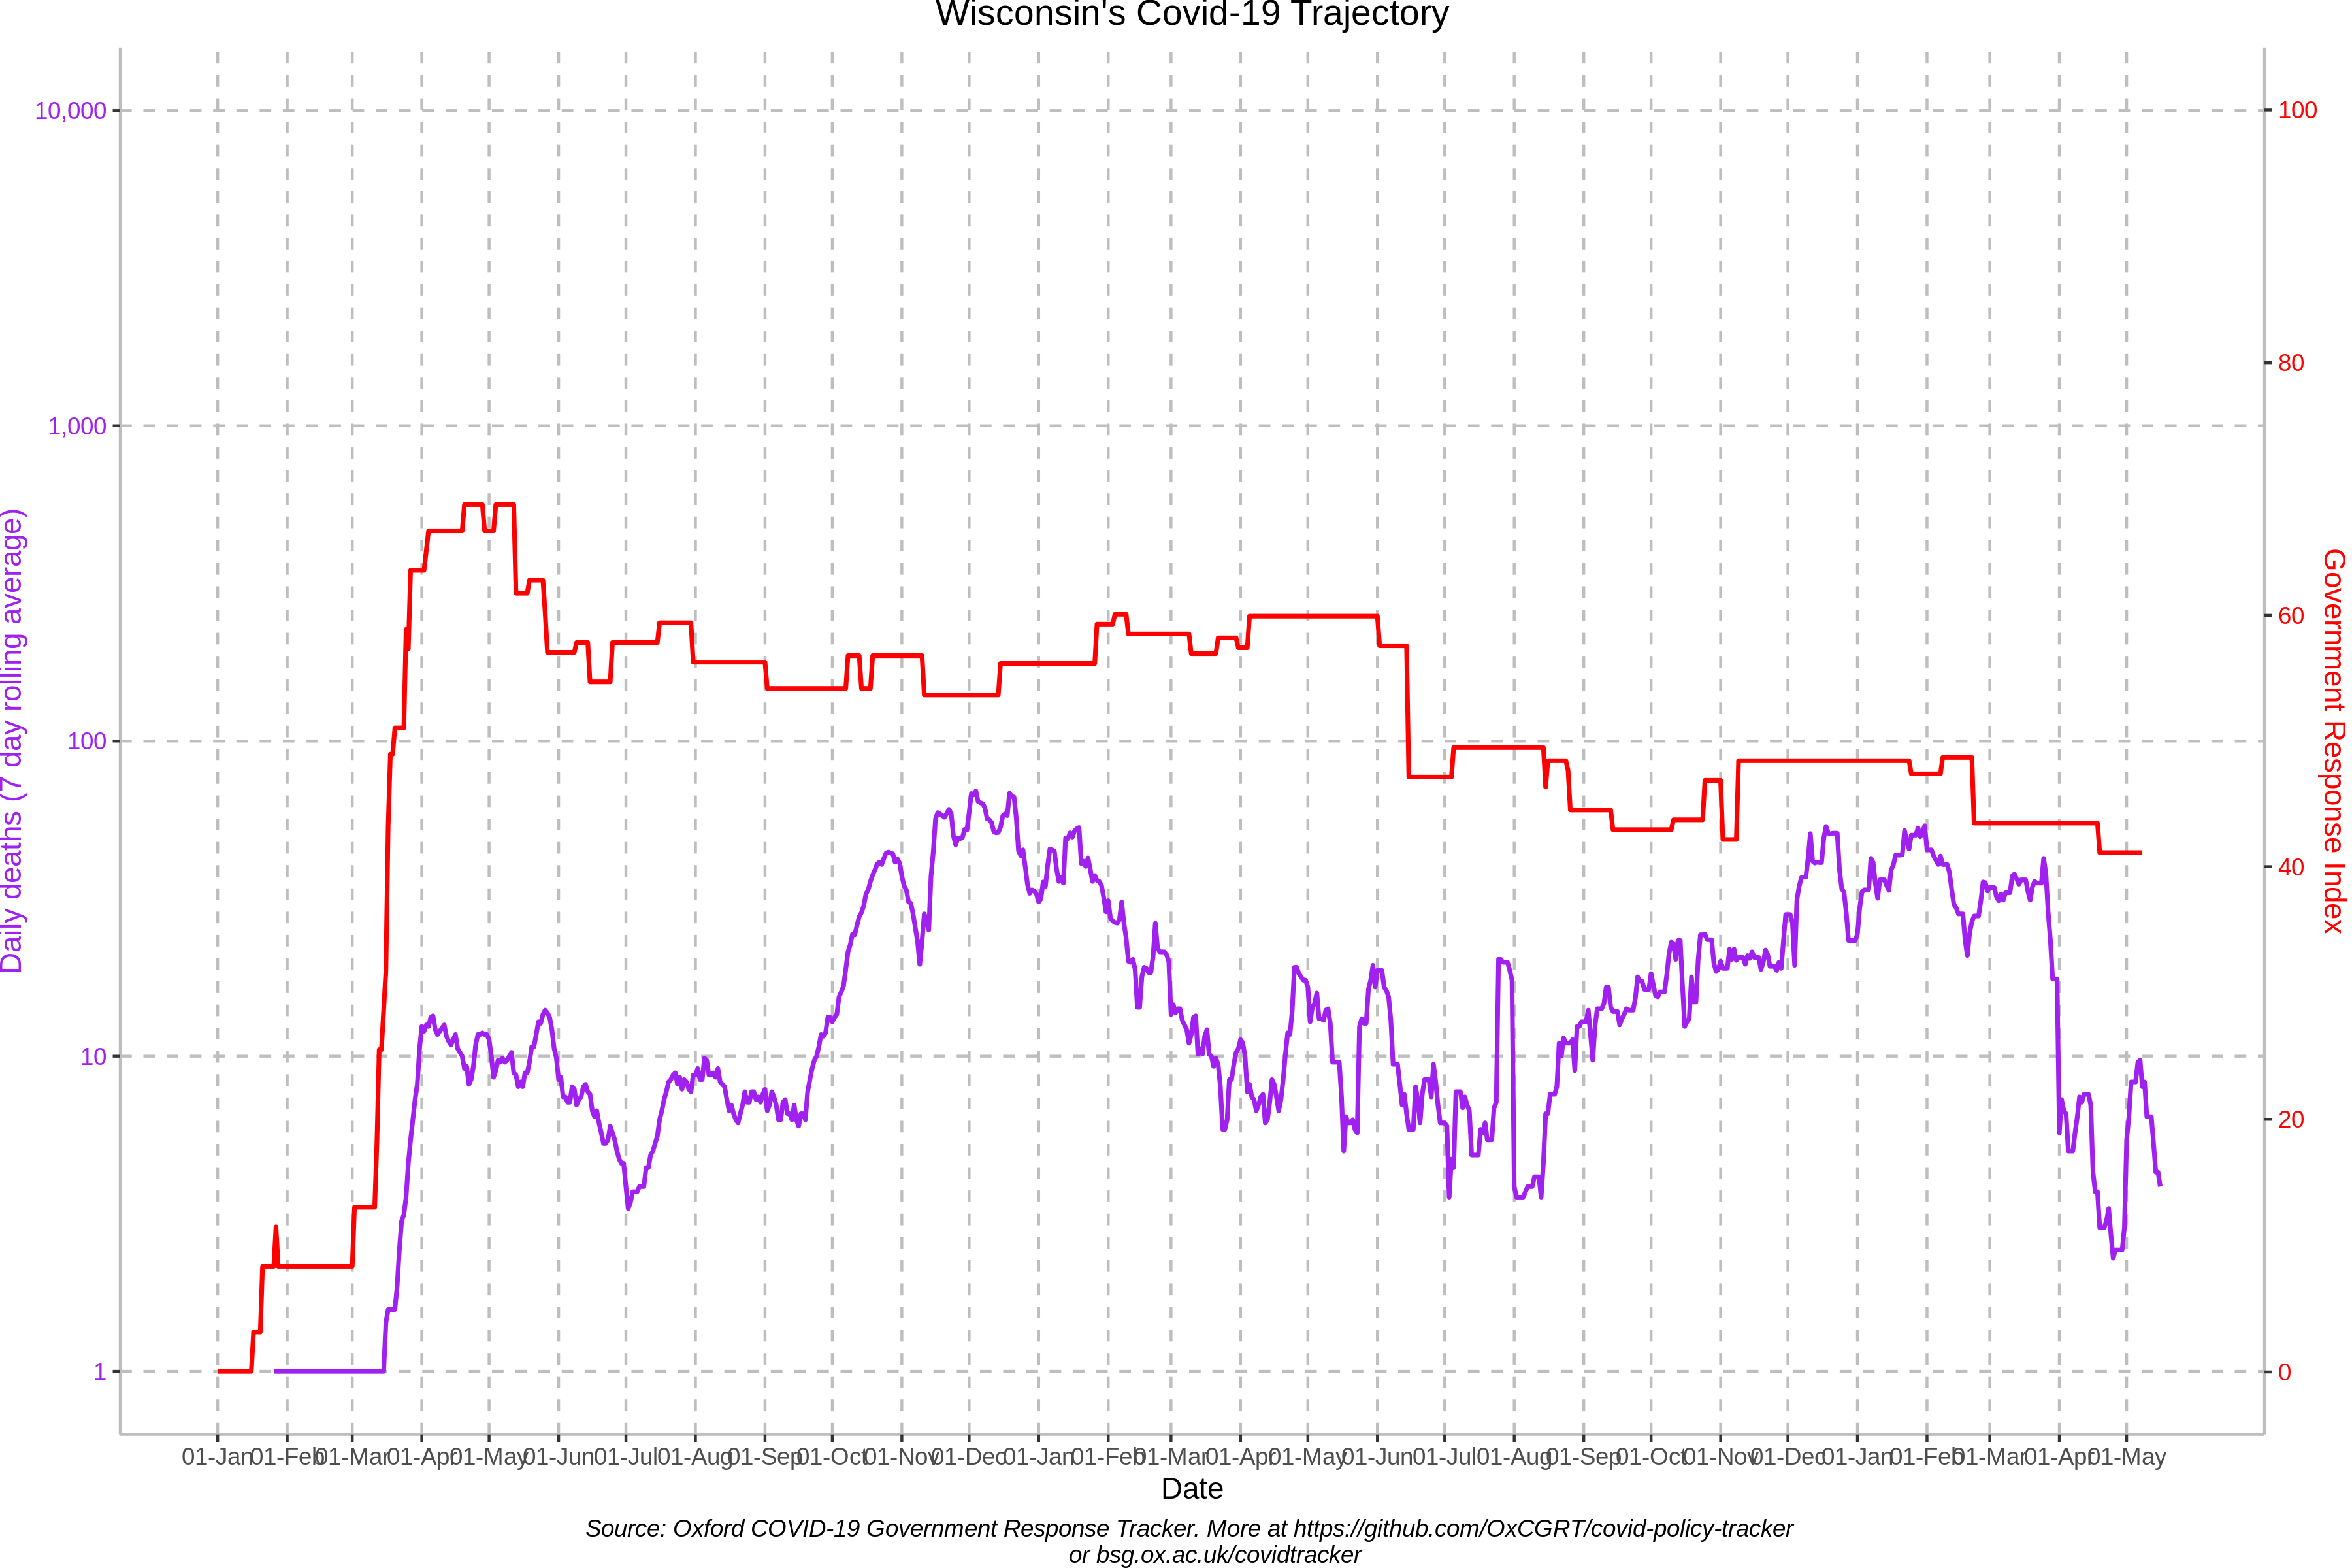 Wisconsin's Covid-19 Trajectory
10,000
1,000
100
10
1
Daily deaths (7 day rolling average)
100
80
60
40
20
0
Government Response Index
01-Jan 01-Feb 01-Mar 01-Apr 01-May 01-Jun 01-Jul 01-Aug 01-Sep 01-Oct 01-Nov 01-Dec 01-Jan 01-Feb 01-Mar 01-Apr 01-May 01-Jun 01-Jul 01-Aug 01-Sep 01-Oct 01-Nov 01-Dec 01-Jan 01-Feb 01-Mar 01-Apr 01-May
Date
Source: Oxford COVID-19 Government Response Tracker. More at https://github.com/OxCGRT/covid-policy-tracker
or bsg.ox.ac.uk/covidtracker